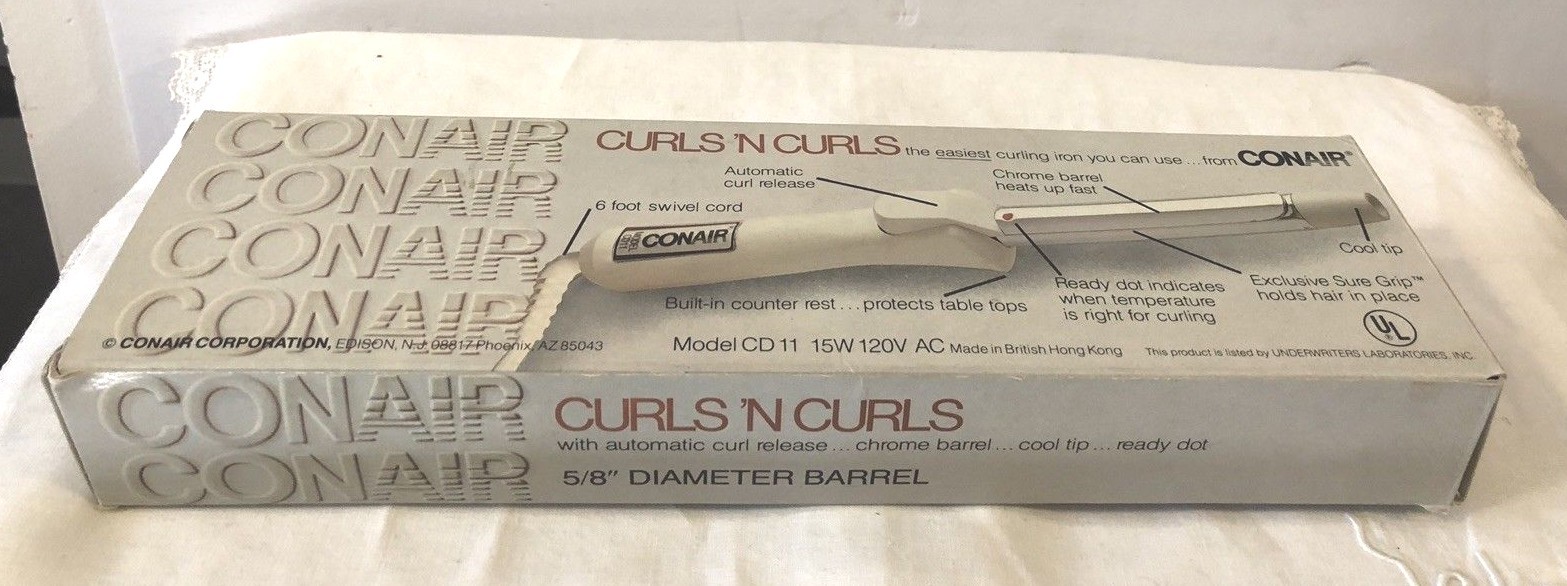 CONAIR
CONAIR
CONAIR
CONAIR
CURLS 'N CURLS the easiest curling iron you can use ... from CONAIR®
Automatic
curl release
Chrome barrel
heats up fast
6 foot swivel cord
MODEL CD11 CONAIR
Cool tip
Built-in counter rest ... protects table tops
Ready dot indicates
when temperature
is right for curling
Exclusive Sure Grip™
holds hair in place
UL
© CONAIR CORPORATION, EDISON, N.J. 08817 Phoenix, AZ 85043
Model CD 11 15W 120V AC Made in British Hong Kong
This product is listed by UNDERWRITERS LABORATORIES, INC.
CONAIR
CONAIR
CURLS 'N CURLS
with automatic curl release ... chrome barrel ... cool tip ... ready dot
5/8" DIAMETER BARREL